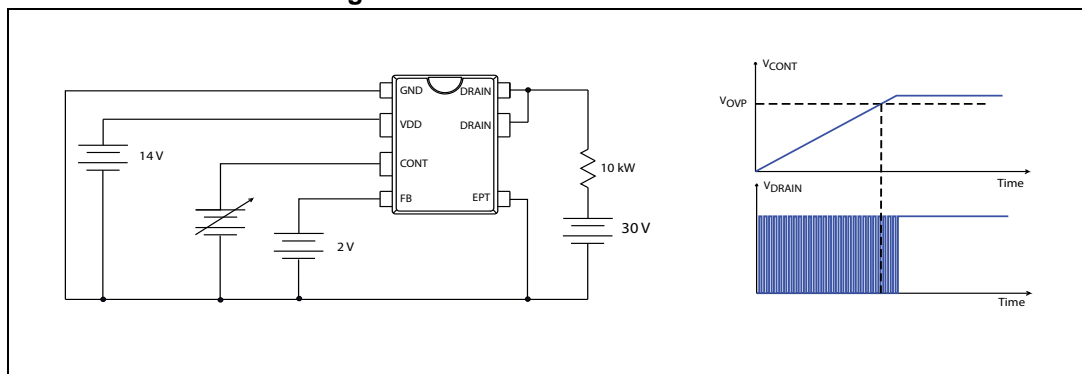 GND
DRAIN
VDD
DRAIN
CONT
FB
EPT
14 V
2 V
10 kW
30 V
VCONT
VOVP
Time
VDRAIN
Time